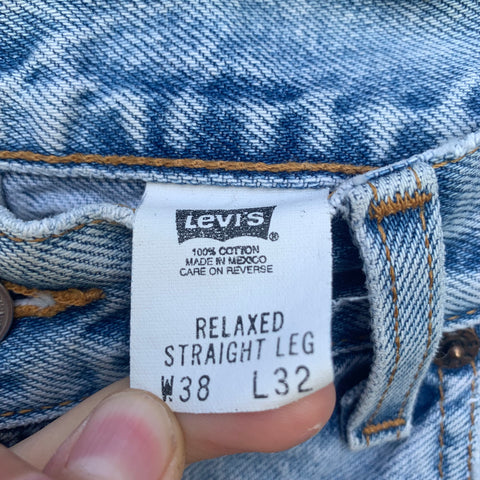 Levi's ®
100% COTTON
MADE IN MEXICO
CARE ON REVERSE
RELAXED
STRAIGHT LEG
W38 L32